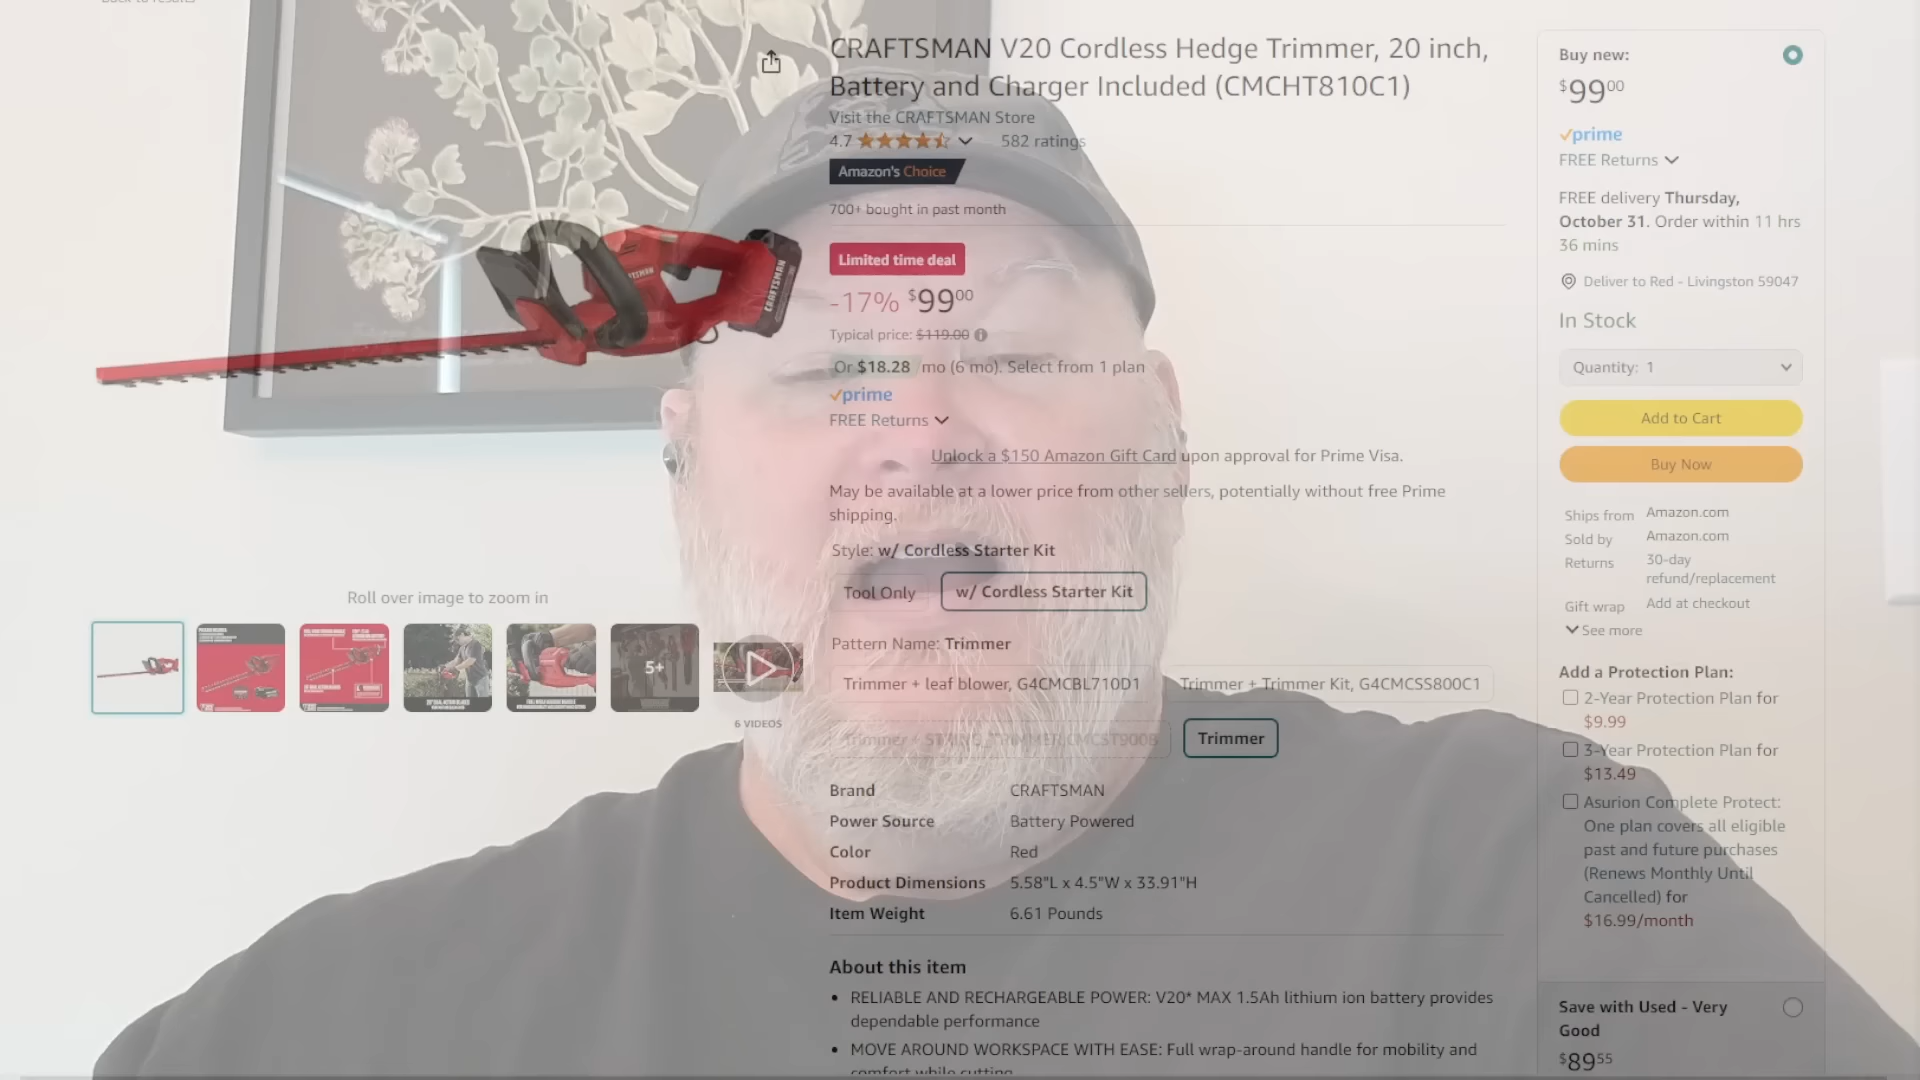 Back to results
CRAFTSMAN V20 Cordless Hedge Trimmer, 20 inch,
Battery and Charger Included (CMCHT810C1)
Visit the CRAFTSMAN Store
4.7 582 ratings
Amazon's Choice
700+ bought in past month
Limited time deal
-17% $9900
Typical price: $119.00
Or $18.28 /mo (6 mo). Select from 1 plan
prime
FREE Returns
Unlock a $150 Amazon Gift Card upon approval for Prime Visa.
May be available at a lower price from other sellers, potentially without free Prime
shipping.
Style: w/ Cordless Starter Kit
Tool Only w/ Cordless Starter Kit
Pattern Name: Trimmer
Trimmer + leaf blower, G4CMCBL710D1 Trimmer + Trimmer Kit, G4CMCSS800C1
Trimmer + STRING_TRIMMER,CMCST900B Trimmer
Brand CRAFTSMAN
Power Source Battery Powered
Color Red
Product Dimensions 5.58"L x 4.5"W x 33.91"H
Item Weight 6.61 Pounds
About this item
• RELIABLE AND RECHARGEABLE POWER: V20* MAX 1.5Ah lithium ion battery provides
dependable performance
• MOVE AROUND WORKSPACE WITH EASE: Full wrap-around handle for mobility and
comfort while cutting
CRAFTSMAN
Roll over image to zoom in
5+
6 VIDEOS
Buy new:
$9900
prime
FREE Returns
FREE delivery Thursday,
October 31. Order within 11 hrs
36 mins
Deliver to Red - Livingston 59047
In Stock
Quantity: 1
Add to Cart
Buy Now
Ships from Amazon.com
Sold by Amazon.com
Returns 30-day
refund/replacement
Gift wrap Add at checkout
See more
Add a Protection Plan:
2-Year Protection Plan for
$9.99
3-Year Protection Plan for
$13.49
Asurion Complete Protect:
One plan covers all eligible
past and future purchases
(Renews Monthly Until
Cancelled) for
$16.99/month
Save with Used - Very
Good
$8955